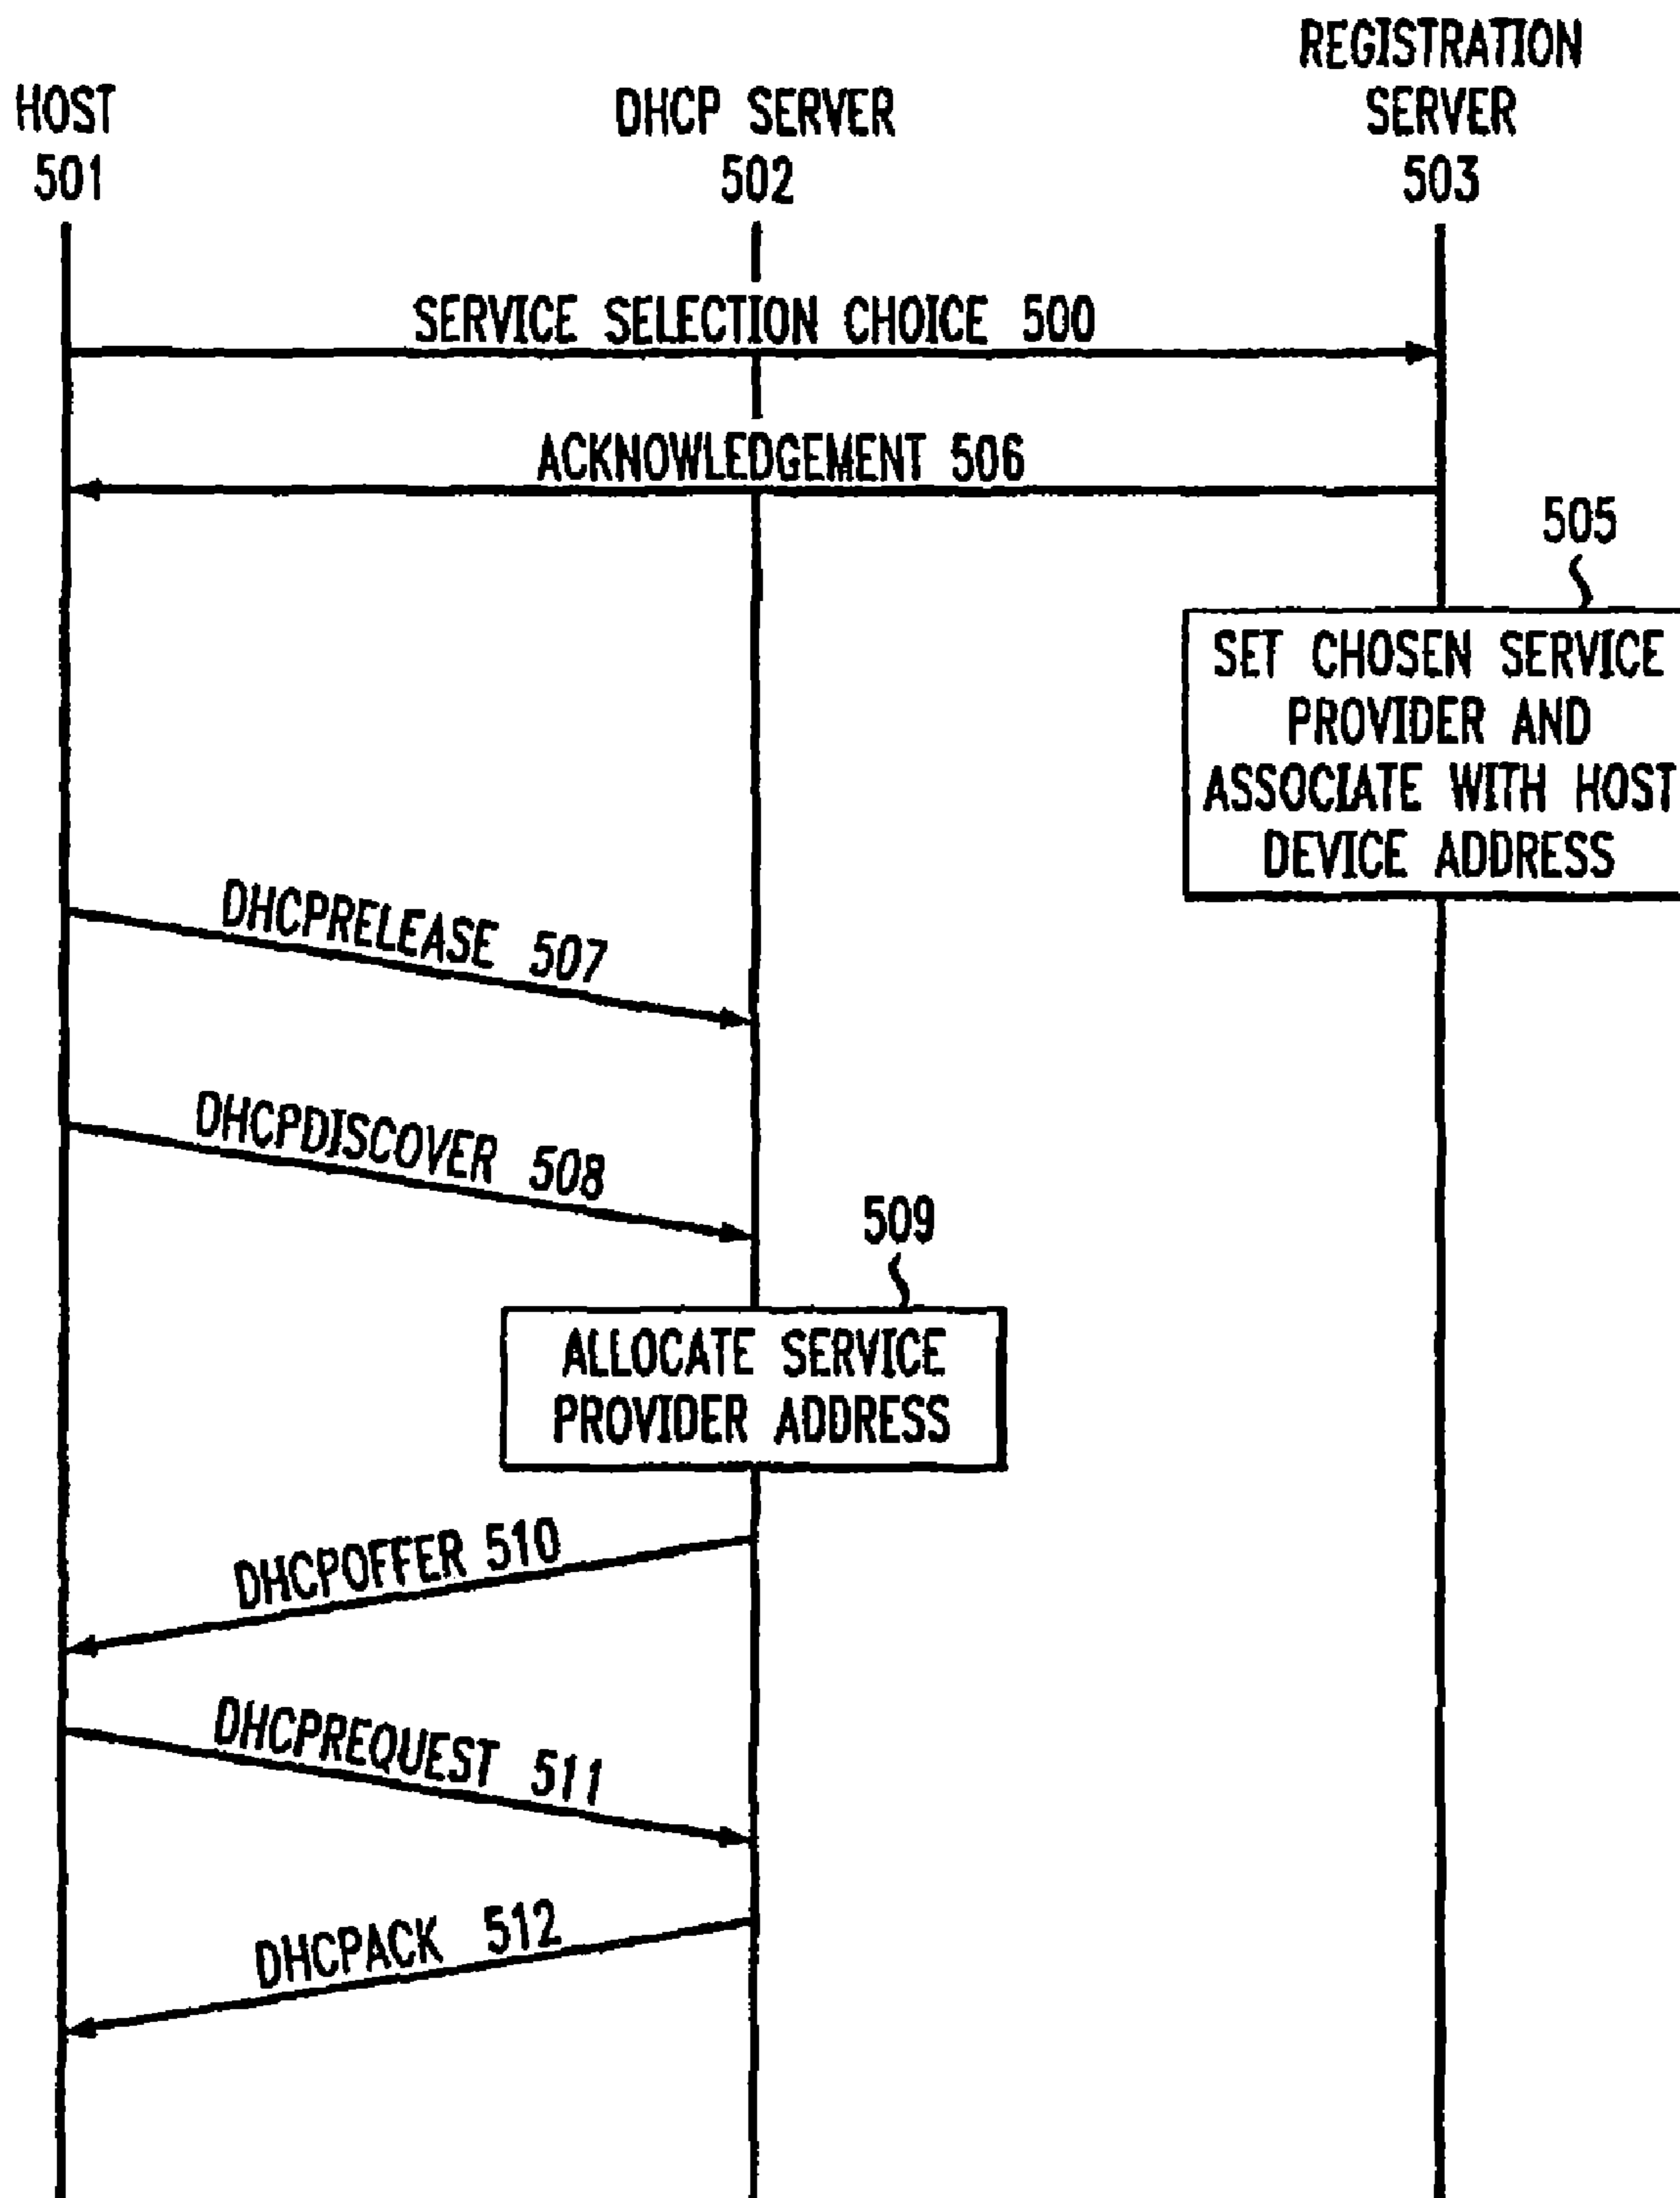 REGISTRATION
SERVER
503
HOST
501
DHCP SERVER
502
SERVICE SELECTION CHOICE 500
ACKNOWLEDGEMENT 506
505
SET CHOSEN SERVICE
PROVIDER AND
ASSOCIATE WITH HOST
DEVICE ADDRESS
DHCPRELEASE 507
DHCPDISCOVER 508
509
ALLOCATE SERVICE
PROVIDER ADDRESS
DHCPOFFER 510
DHCPREQUEST 511
DHCPACK 512